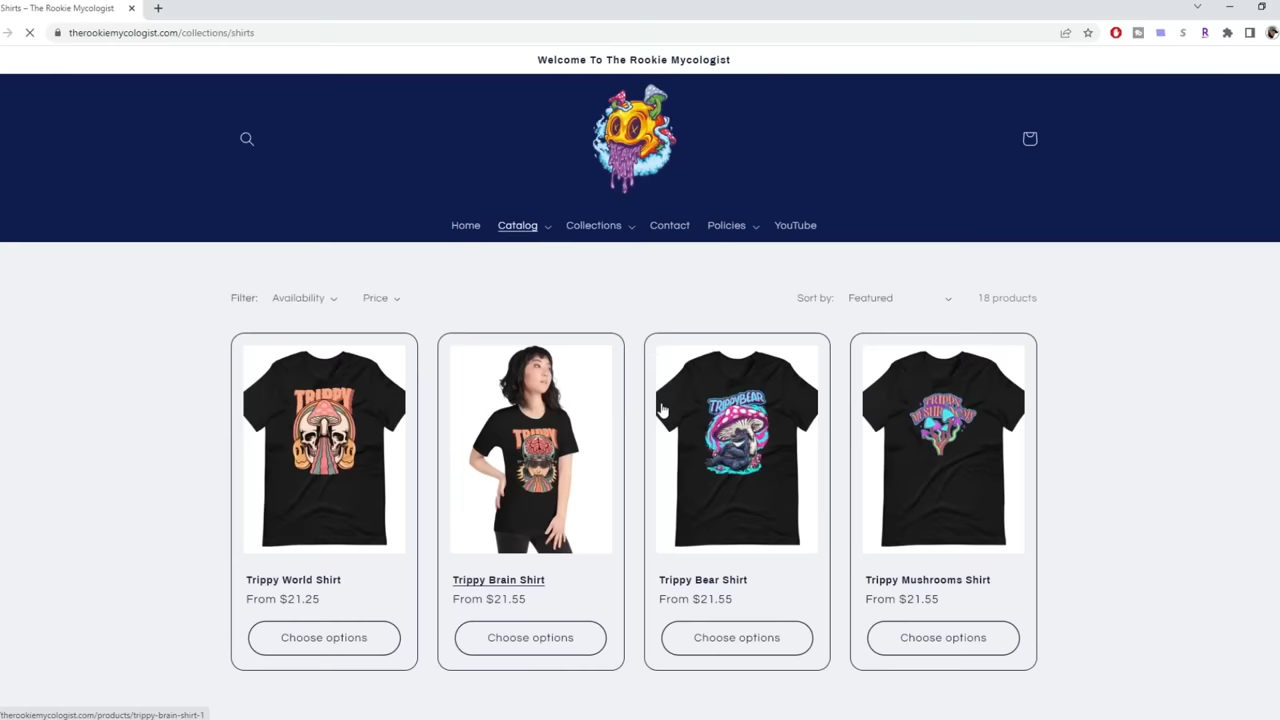 Shirts – The Rookie Mycologist
therookiemycologist.com/collections/shirts
Welcome To The Rookie Mycologist
Home Catalog Collections Contact Policies YouTube
Filter: Availability Price Sort by: Featured 18 products
TRIPPY
TRIPPY
TRIPPYBEAR
TRIPPY
MUSHROOMS
Trippy World Shirt
From $21.25
Choose options
Trippy Brain Shirt
From $21.55
Choose options
Trippy Bear Shirt
From $21.55
Choose options
Trippy Mushrooms Shirt
From $21.55
Choose options
therookiemycologist.com/products/trippy-brain-shirt-1